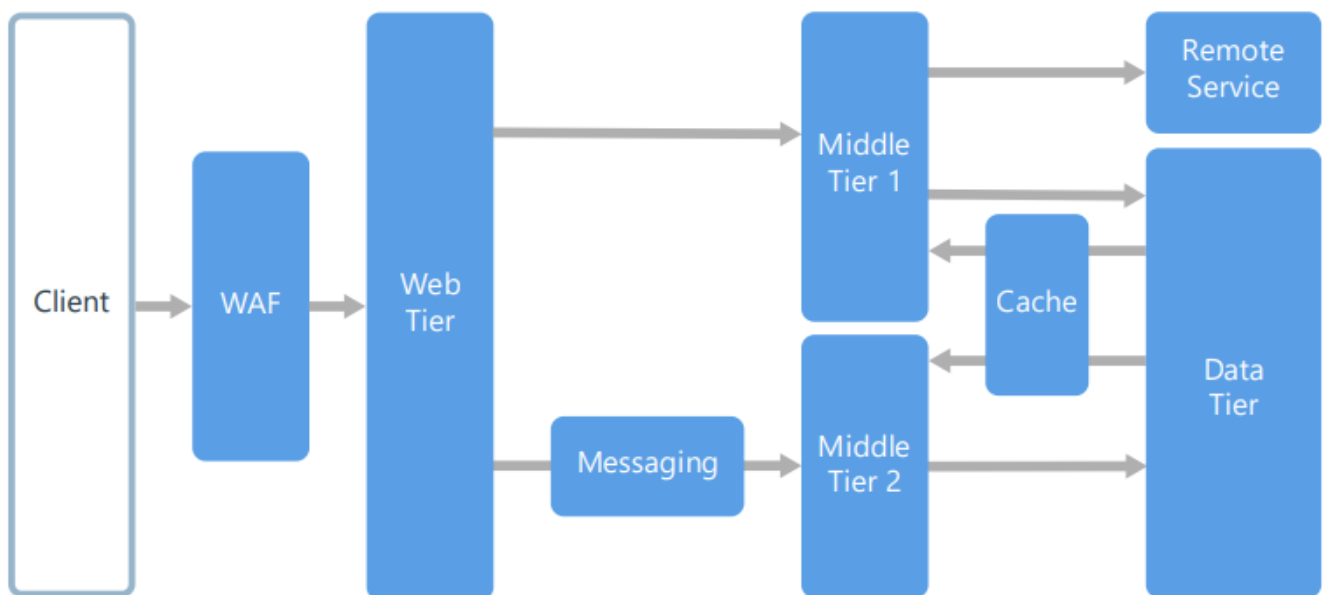 Client
WAF
Web
Tier
Messaging
Middle
Tier 1
Middle
Tier 2
Cache
Remote
Service
Data
Tier